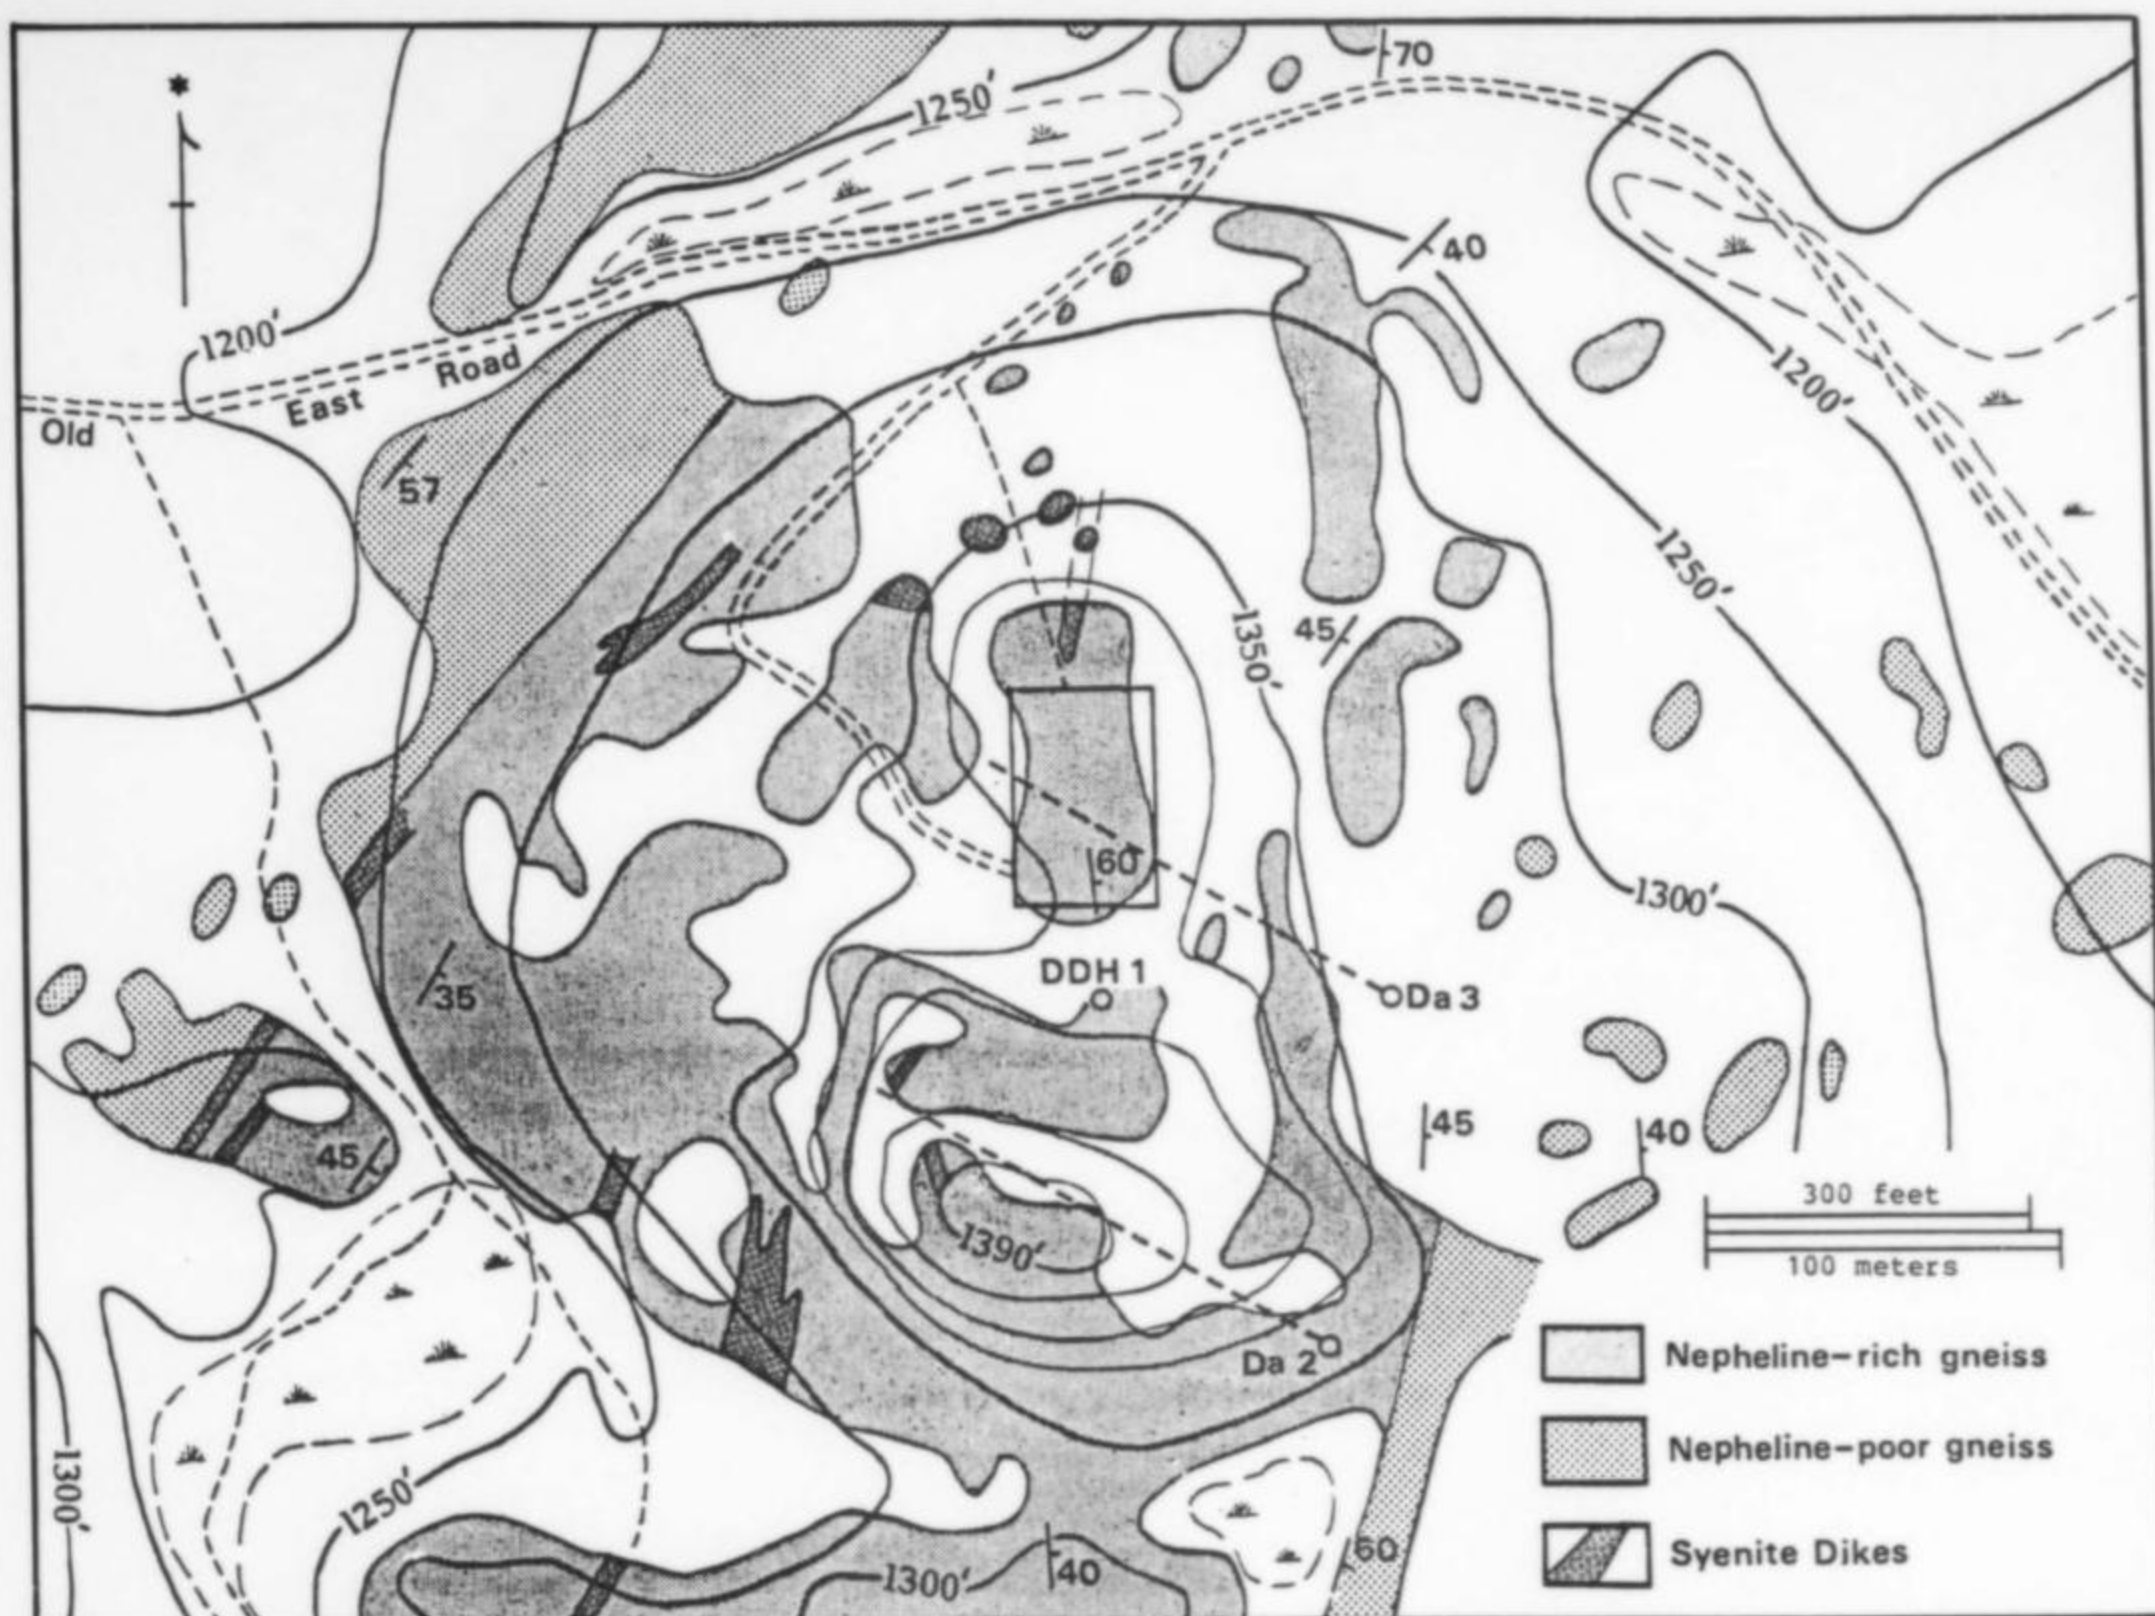 70
1250′
40
1200′
Old East Road
1200′
57
1250′
45
1350′
60
1300′
DDH 1
Da 3
35
45
40
45
300 feet
100 meters
1390′
Da 2
Nepheline-rich gneiss
Nepheline-poor gneiss
Syenite Dikes
1300′
1250′
1300′
40
60